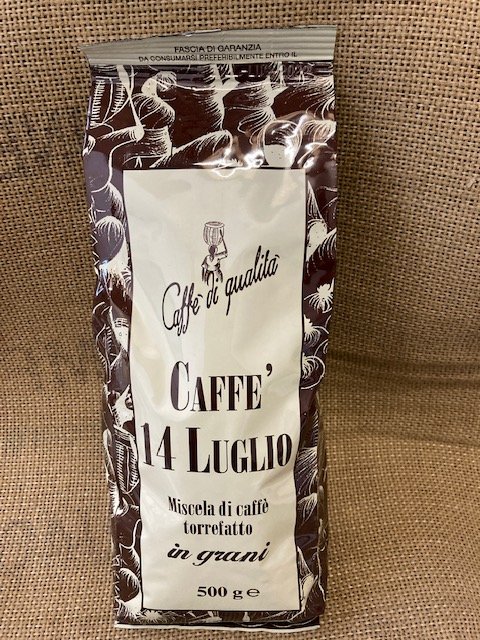 FASCIA DI GARANZIA
DA CONSUMARSI PREFERIBILMENTE ENTRO IL
Caffè di qualità
CAFFE'
14 LUGLIO
Miscela di caffè
torrefatto
in grani
500 g e